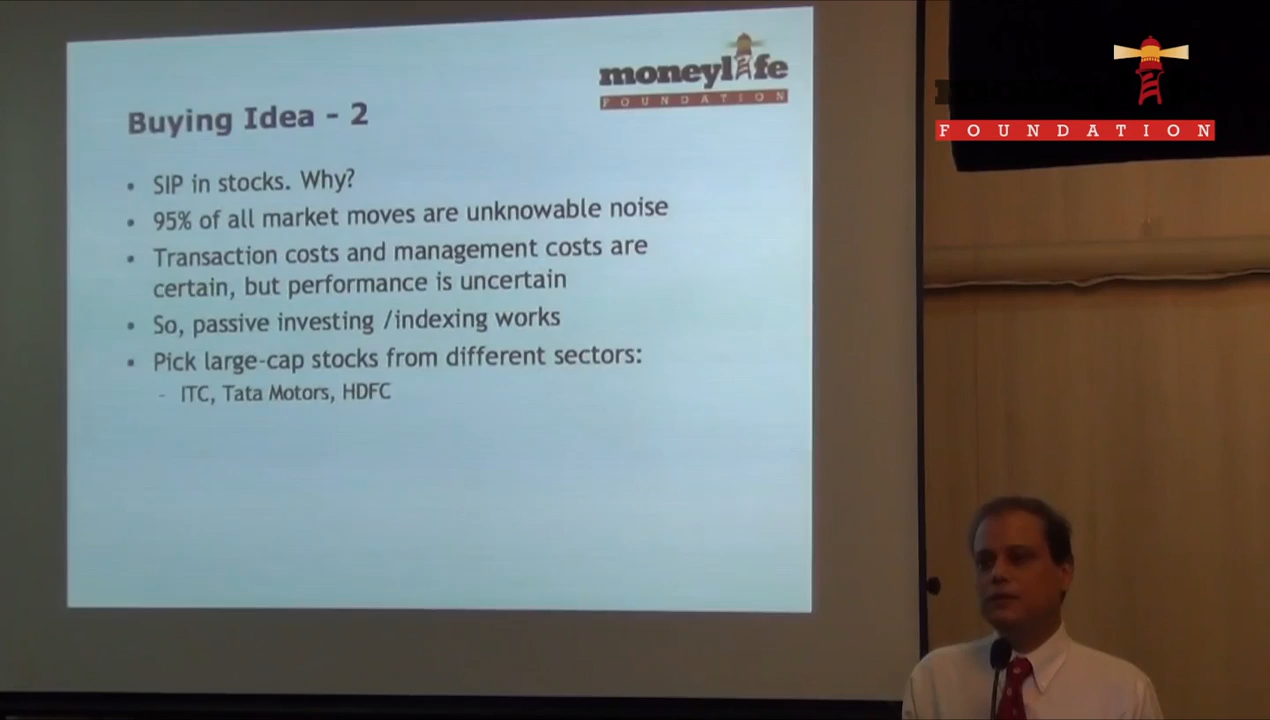 moneylife
FOUNDATION
FOUNDATION
Buying Idea - 2
• SIP in stocks. Why?
• 95% of all market moves are unknowable noise
• Transaction costs and management costs are
certain, but performance is uncertain
• So, passive investing /indexing works
• Pick large-cap stocks from different sectors:
- ITC, Tata Motors, HDFC